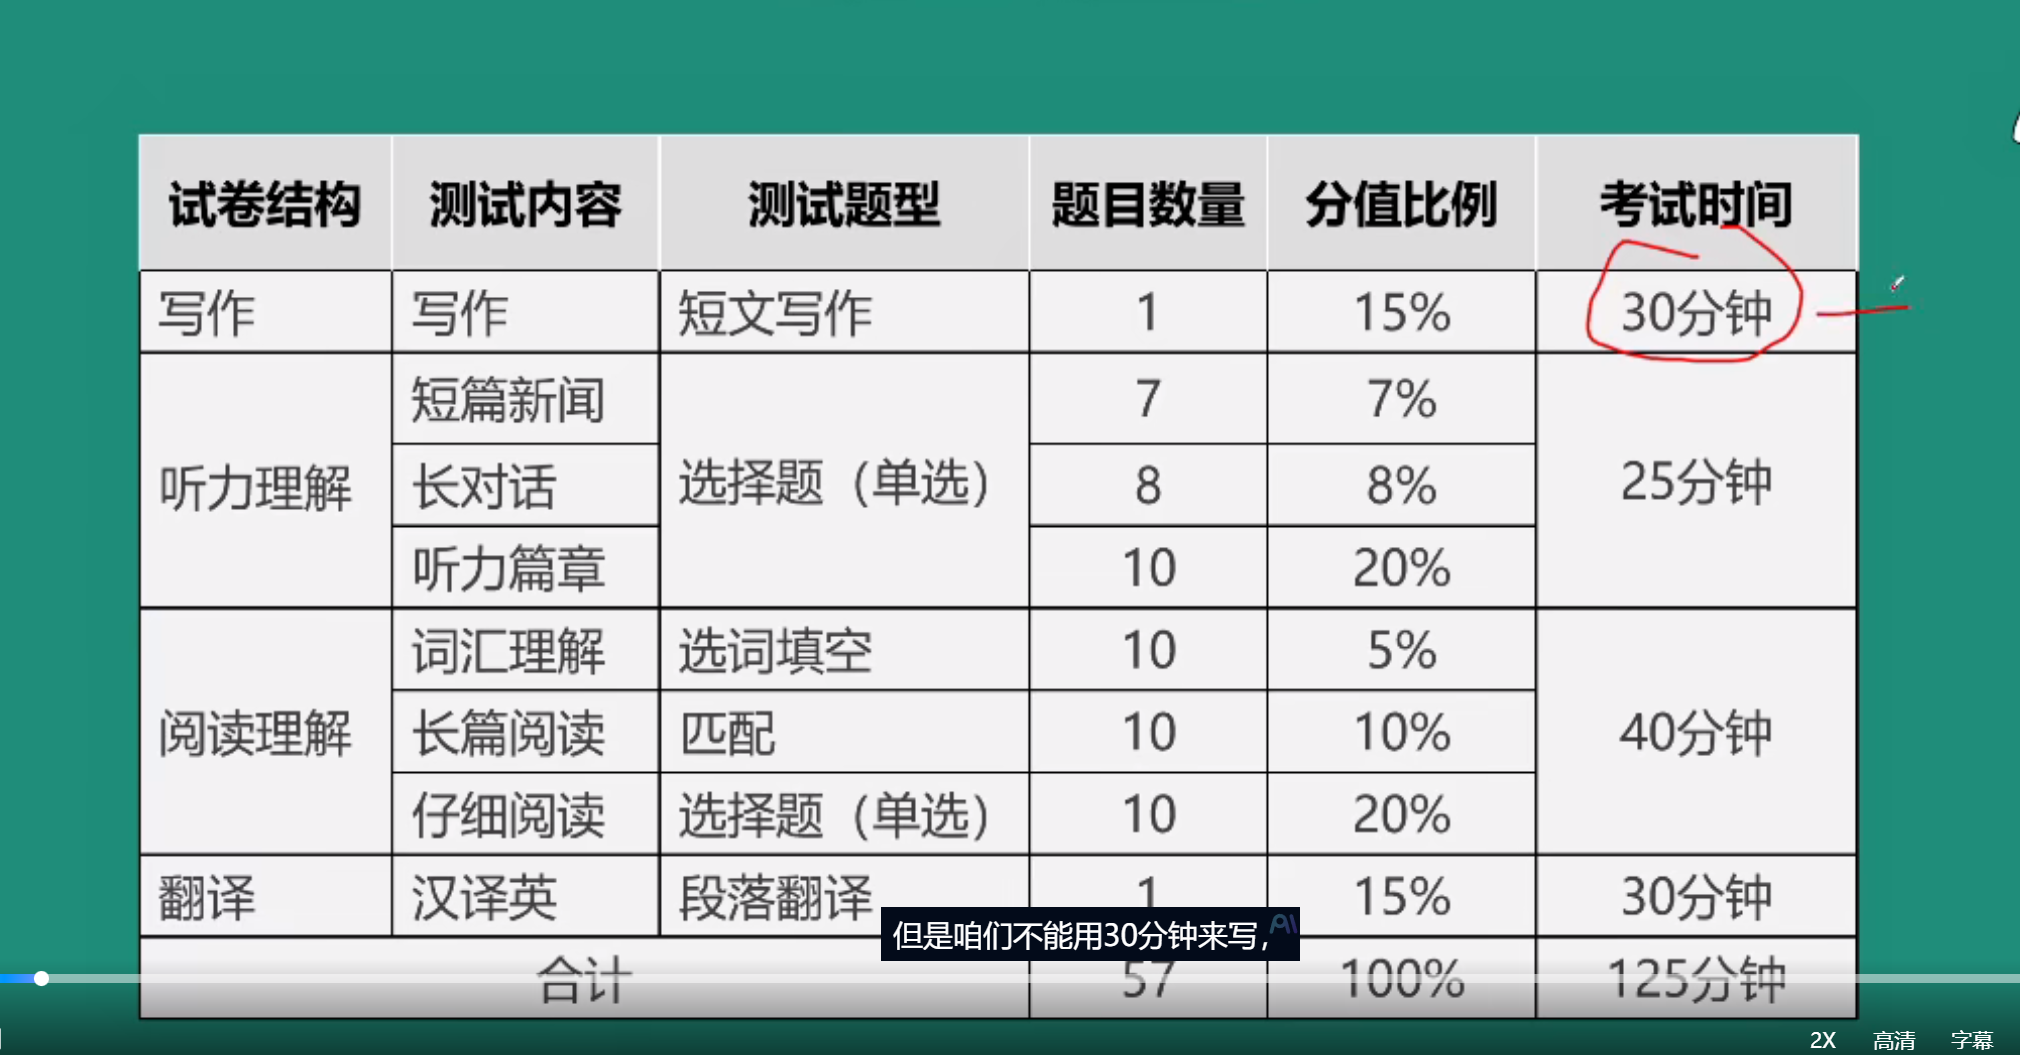 试卷结构 测试内容 测试题型 题目数量 分值比例 考试时间
写作 写作 短文写作 1 15% 30分钟
听力理解 短篇新闻 选择题（单选） 7 7% 25分钟
长对话 8 8%
听力篇章 10 20%
阅读理解 词汇理解 选词填空 10 5% 40分钟
长篇阅读 匹配 10 10%
仔细阅读 选择题（单选） 10 20%
翻译 汉译英 段落翻译 1 15% 30分钟
但是咱们不能用30分钟来写，
AI
合计 57 100% 125分钟
2X 高清 字幕